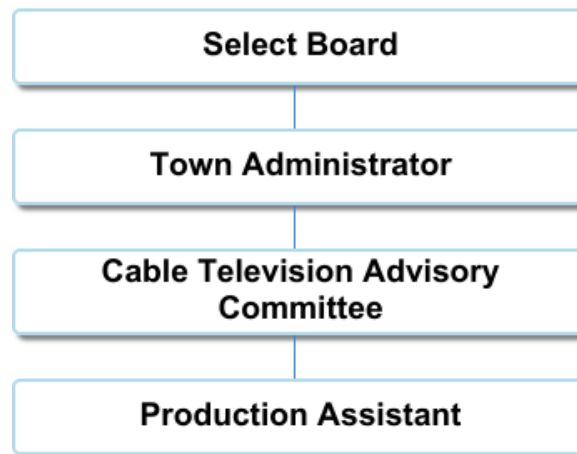 Select Board
Town Administrator
Cable Television Advisory
Committee
Production Assistant